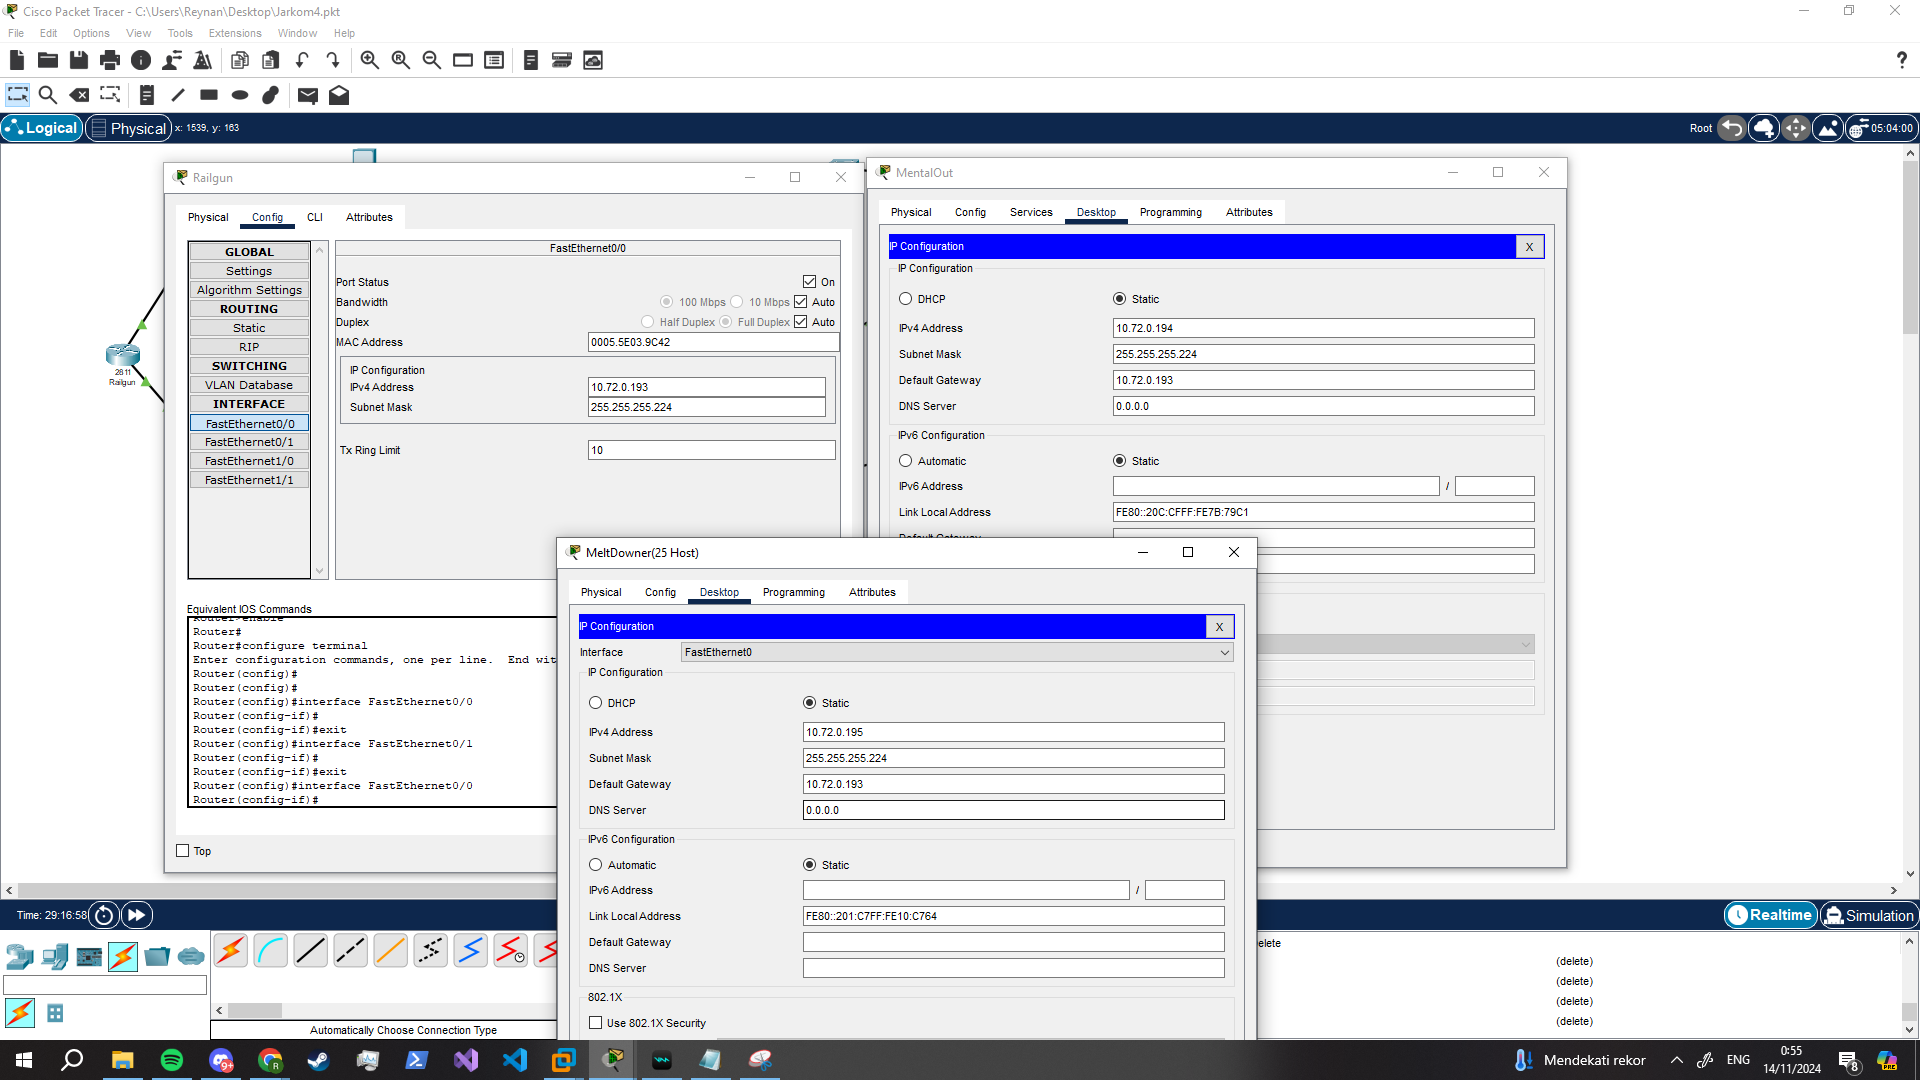 Cisco Packet Tracer - C:\Users\Reynan\Desktop\Jarkom4.pkt
File Edit Options View Tools Extensions Window Help
Logical Physical x: 1539, y: 163 Root 05:04:00
2811
Railgun
Railgun
Physical Config CLI Attributes
GLOBAL
Settings
Algorithm Settings
ROUTING
Static
RIP
SWITCHING
VLAN Database
INTERFACE
FastEthernet0/0
FastEthernet0/1
FastEthernet1/0
FastEthernet1/1
FastEthernet0/0
Port Status On
Bandwidth 100 Mbps 10 Mbps Auto
Duplex Half Duplex Full Duplex Auto
MAC Address 0005.5E03.9C42
IP Configuration
IPv4 Address 10.72.0.193
Subnet Mask 255.255.255.224
Tx Ring Limit 10
Equivalent IOS Commands
Router>enable
Router#
Router#configure terminal
Enter configuration commands, one per line. End wit
Router(config)#
Router(config)#
Router(config)#interface FastEthernet0/0
Router(config-if)#
Router(config-if)#exit
Router(config)#interface FastEthernet0/1
Router(config-if)#
Router(config-if)#exit
Router(config)#interface FastEthernet0/0
Router(config-if)#
Top
MentalOut
Physical Config Services Desktop Programming Attributes
IP Configuration X
IP Configuration
DHCP Static
IPv4 Address 10.72.0.194
Subnet Mask 255.255.255.224
Default Gateway 10.72.0.193
DNS Server 0.0.0.0
IPv6 Configuration
Automatic Static
IPv6 Address /
Link Local Address FE80::20C:CFFF:FE7B:79C1
Default Gateway
MeltDowner(25 Host)
Physical Config Desktop Programming Attributes
IP Configuration X
Interface FastEthernet0
IP Configuration
DHCP Static
IPv4 Address 10.72.0.195
Subnet Mask 255.255.255.224
Default Gateway 10.72.0.193
DNS Server 0.0.0.0
IPv6 Configuration
Automatic Static
IPv6 Address /
Link Local Address FE80::201:C7FF:FE10:C764
Default Gateway
DNS Server
802.1X
Use 802.1X Security
Time: 29:16:58 Realtime Simulation
elete
(delete)
(delete)
(delete)
(delete)
Automatically Choose Connection Type
9+ R Mendekati rekor ENG 0:55
14/11/2024 8 PRE